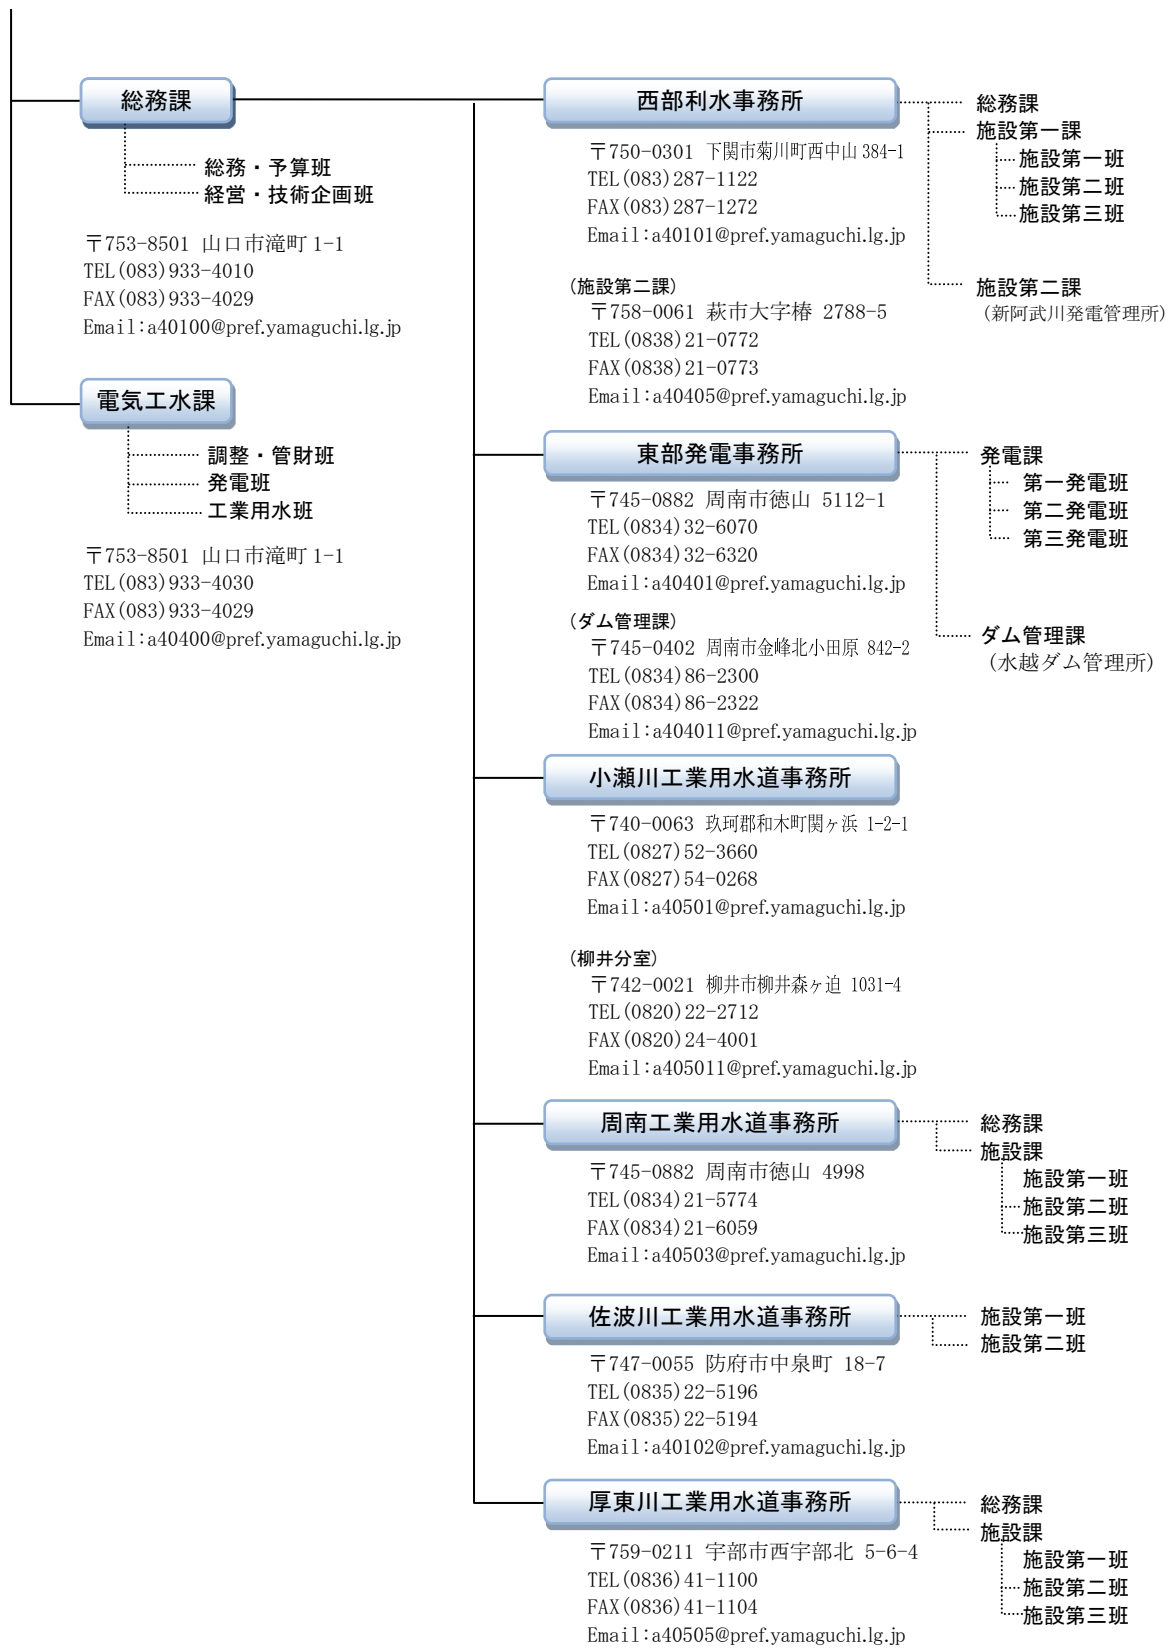 総務課
総務・予算班
経営・技術企画班
〒753-8501 山口市滝町 1-1
TEL(083)933-4010
FAX(083)933-4029
Email:a40100@pref.yamaguchi.lg.jp
電気工水課
調整・管財班
発電班
工業用水班
〒753-8501 山口市滝町 1-1
TEL(083)933-4030
FAX(083)933-4029
Email:a40400@pref.yamaguchi.lg.jp
西部利水事務所
〒750-0301 下関市菊川町西中山 384-1
TEL(083)287-1122
FAX(083)287-1272
Email:a40101@pref.yamaguchi.lg.jp
総務課
施設第一課
施設第一班
施設第二班
施設第三班
(施設第二課)
〒758-0061 萩市大字椿 2788-5
TEL(0838)21-0772
FAX(0838)21-0773
Email:a40405@pref.yamaguchi.lg.jp
施設第二課
（新阿武川発電管理所）
東部発電事務所
〒745-0882 周南市徳山 5112-1
TEL(0834)32-6070
FAX(0834)32-6320
Email:a40401@pref.yamaguchi.lg.jp
発電課
第一発電班
第二発電班
第三発電班
(ダム管理課)
〒745-0402 周南市金峰北小田原 842-2
TEL(0834)86-2300
FAX(0834)86-2322
Email:a404011@pref.yamaguchi.lg.jp
ダム管理課
（水越ダム管理所）
小瀬川工業用水道事務所
〒740-0063 玖珂郡和木町関ヶ浜 1-2-1
TEL(0827)52-3660
FAX(0827)54-0268
Email:a40501@pref.yamaguchi.lg.jp
(柳井分室)
〒742-0021 柳井市柳井森ヶ迫 1031-4
TEL(0820)22-2712
FAX(0820)24-4001
Email:a405011@pref.yamaguchi.lg.jp
周南工業用水道事務所
〒745-0882 周南市徳山 4998
TEL(0834)21-5774
FAX(0834)21-6059
Email:a40503@pref.yamaguchi.lg.jp
総務課
施設課
施設第一班
施設第二班
施設第三班
佐波川工業用水道事務所
〒747-0055 防府市中泉町 18-7
TEL(0835)22-5196
FAX(0835)22-5194
Email:a40102@pref.yamaguchi.lg.jp
施設第一班
施設第二班
厚東川工業用水道事務所
〒759-0211 宇部市西宇部北 5-6-4
TEL(0836)41-1100
FAX(0836)41-1104
Email:a40505@pref.yamaguchi.lg.jp
総務課
施設課
施設第一班
施設第二班
施設第三班